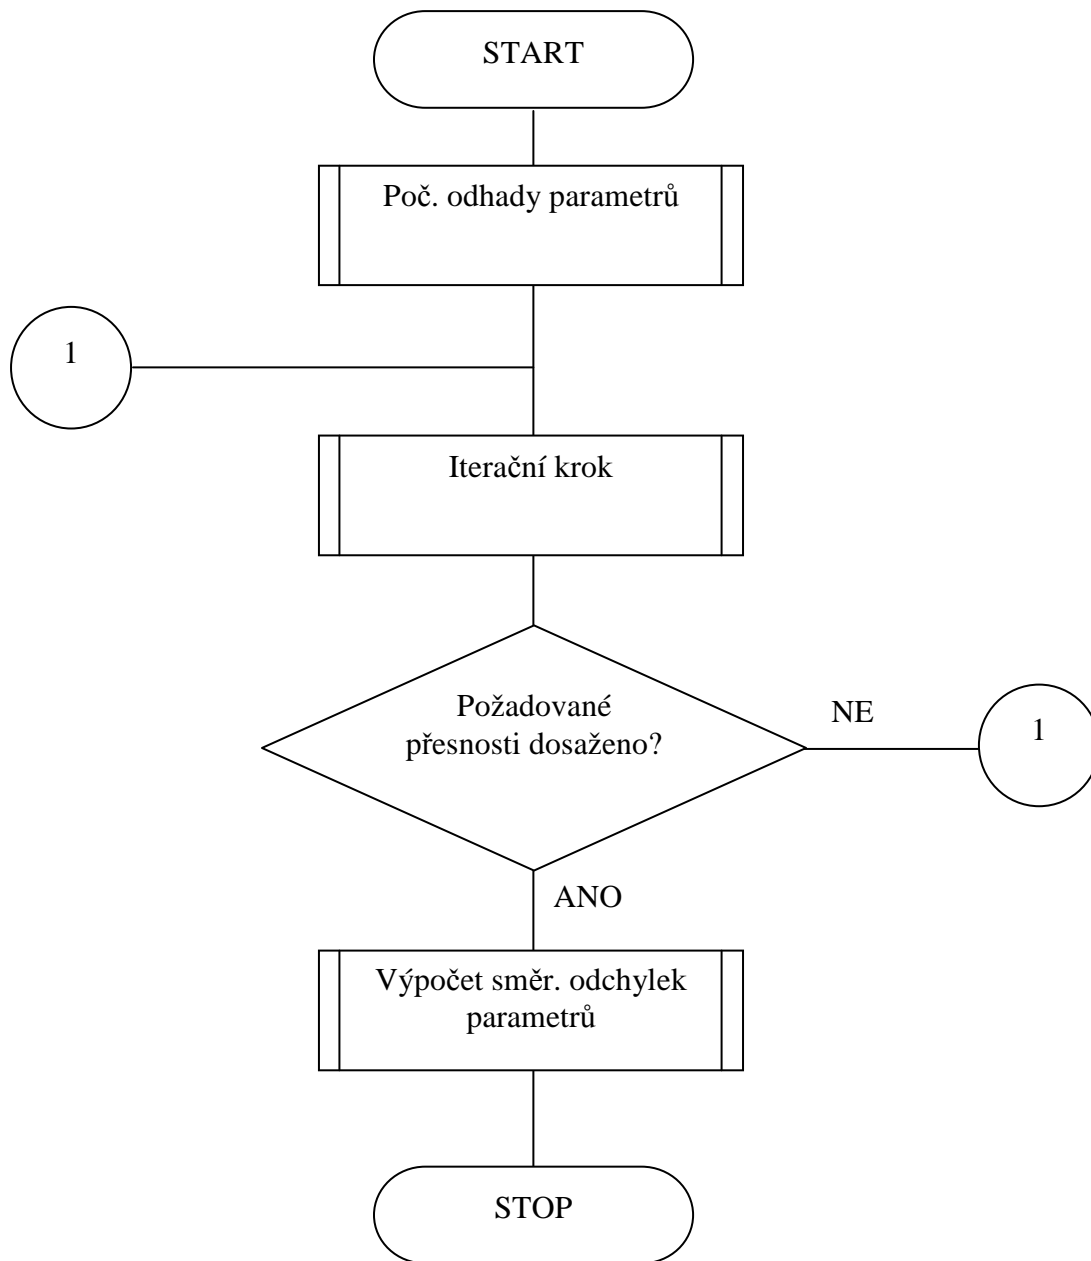 START
Poč. odhady parametrů
1
Iterační krok
Požadované
přesnosti dosaženo?
NE
1
ANO
Výpočet směr. odchylek
parametrů
STOP